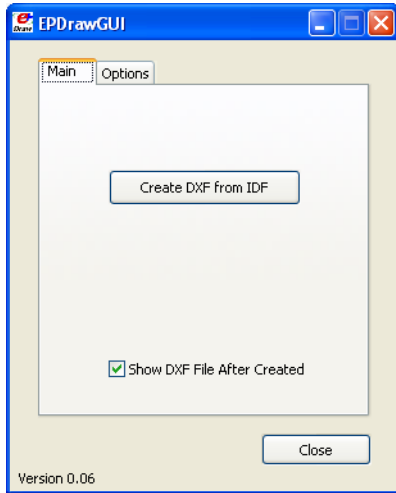 EPDrawGUI
Main Options
Create DXF from IDF
Show DXF File After Created
Close
Version 0.06